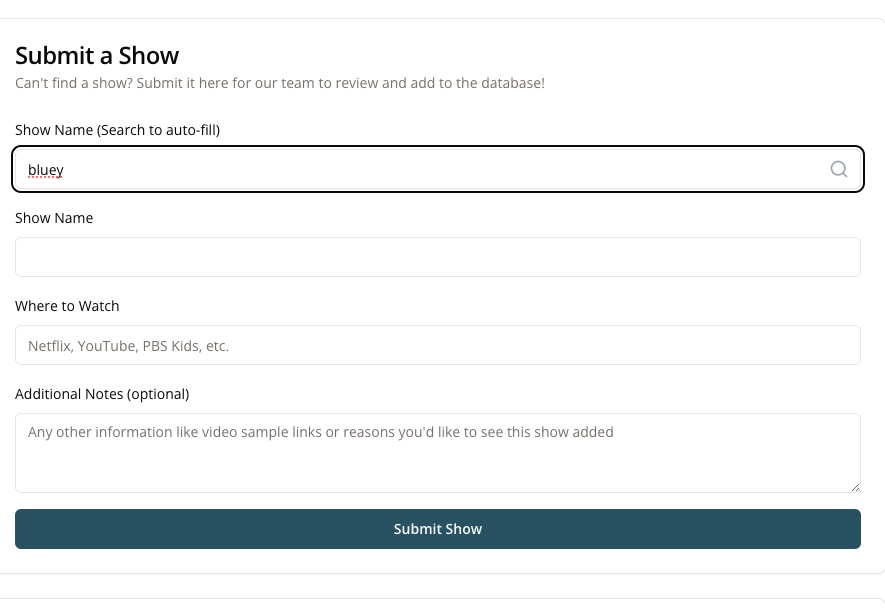 Submit a Show
Can't find a show? Submit it here for our team to review and add to the database!
Show Name (Search to auto-fill)
bluey
Show Name
Where to Watch
Netflix, YouTube, PBS Kids, etc.
Additional Notes (optional)
Any other information like video sample links or reasons you'd like to see this show added
Submit Show